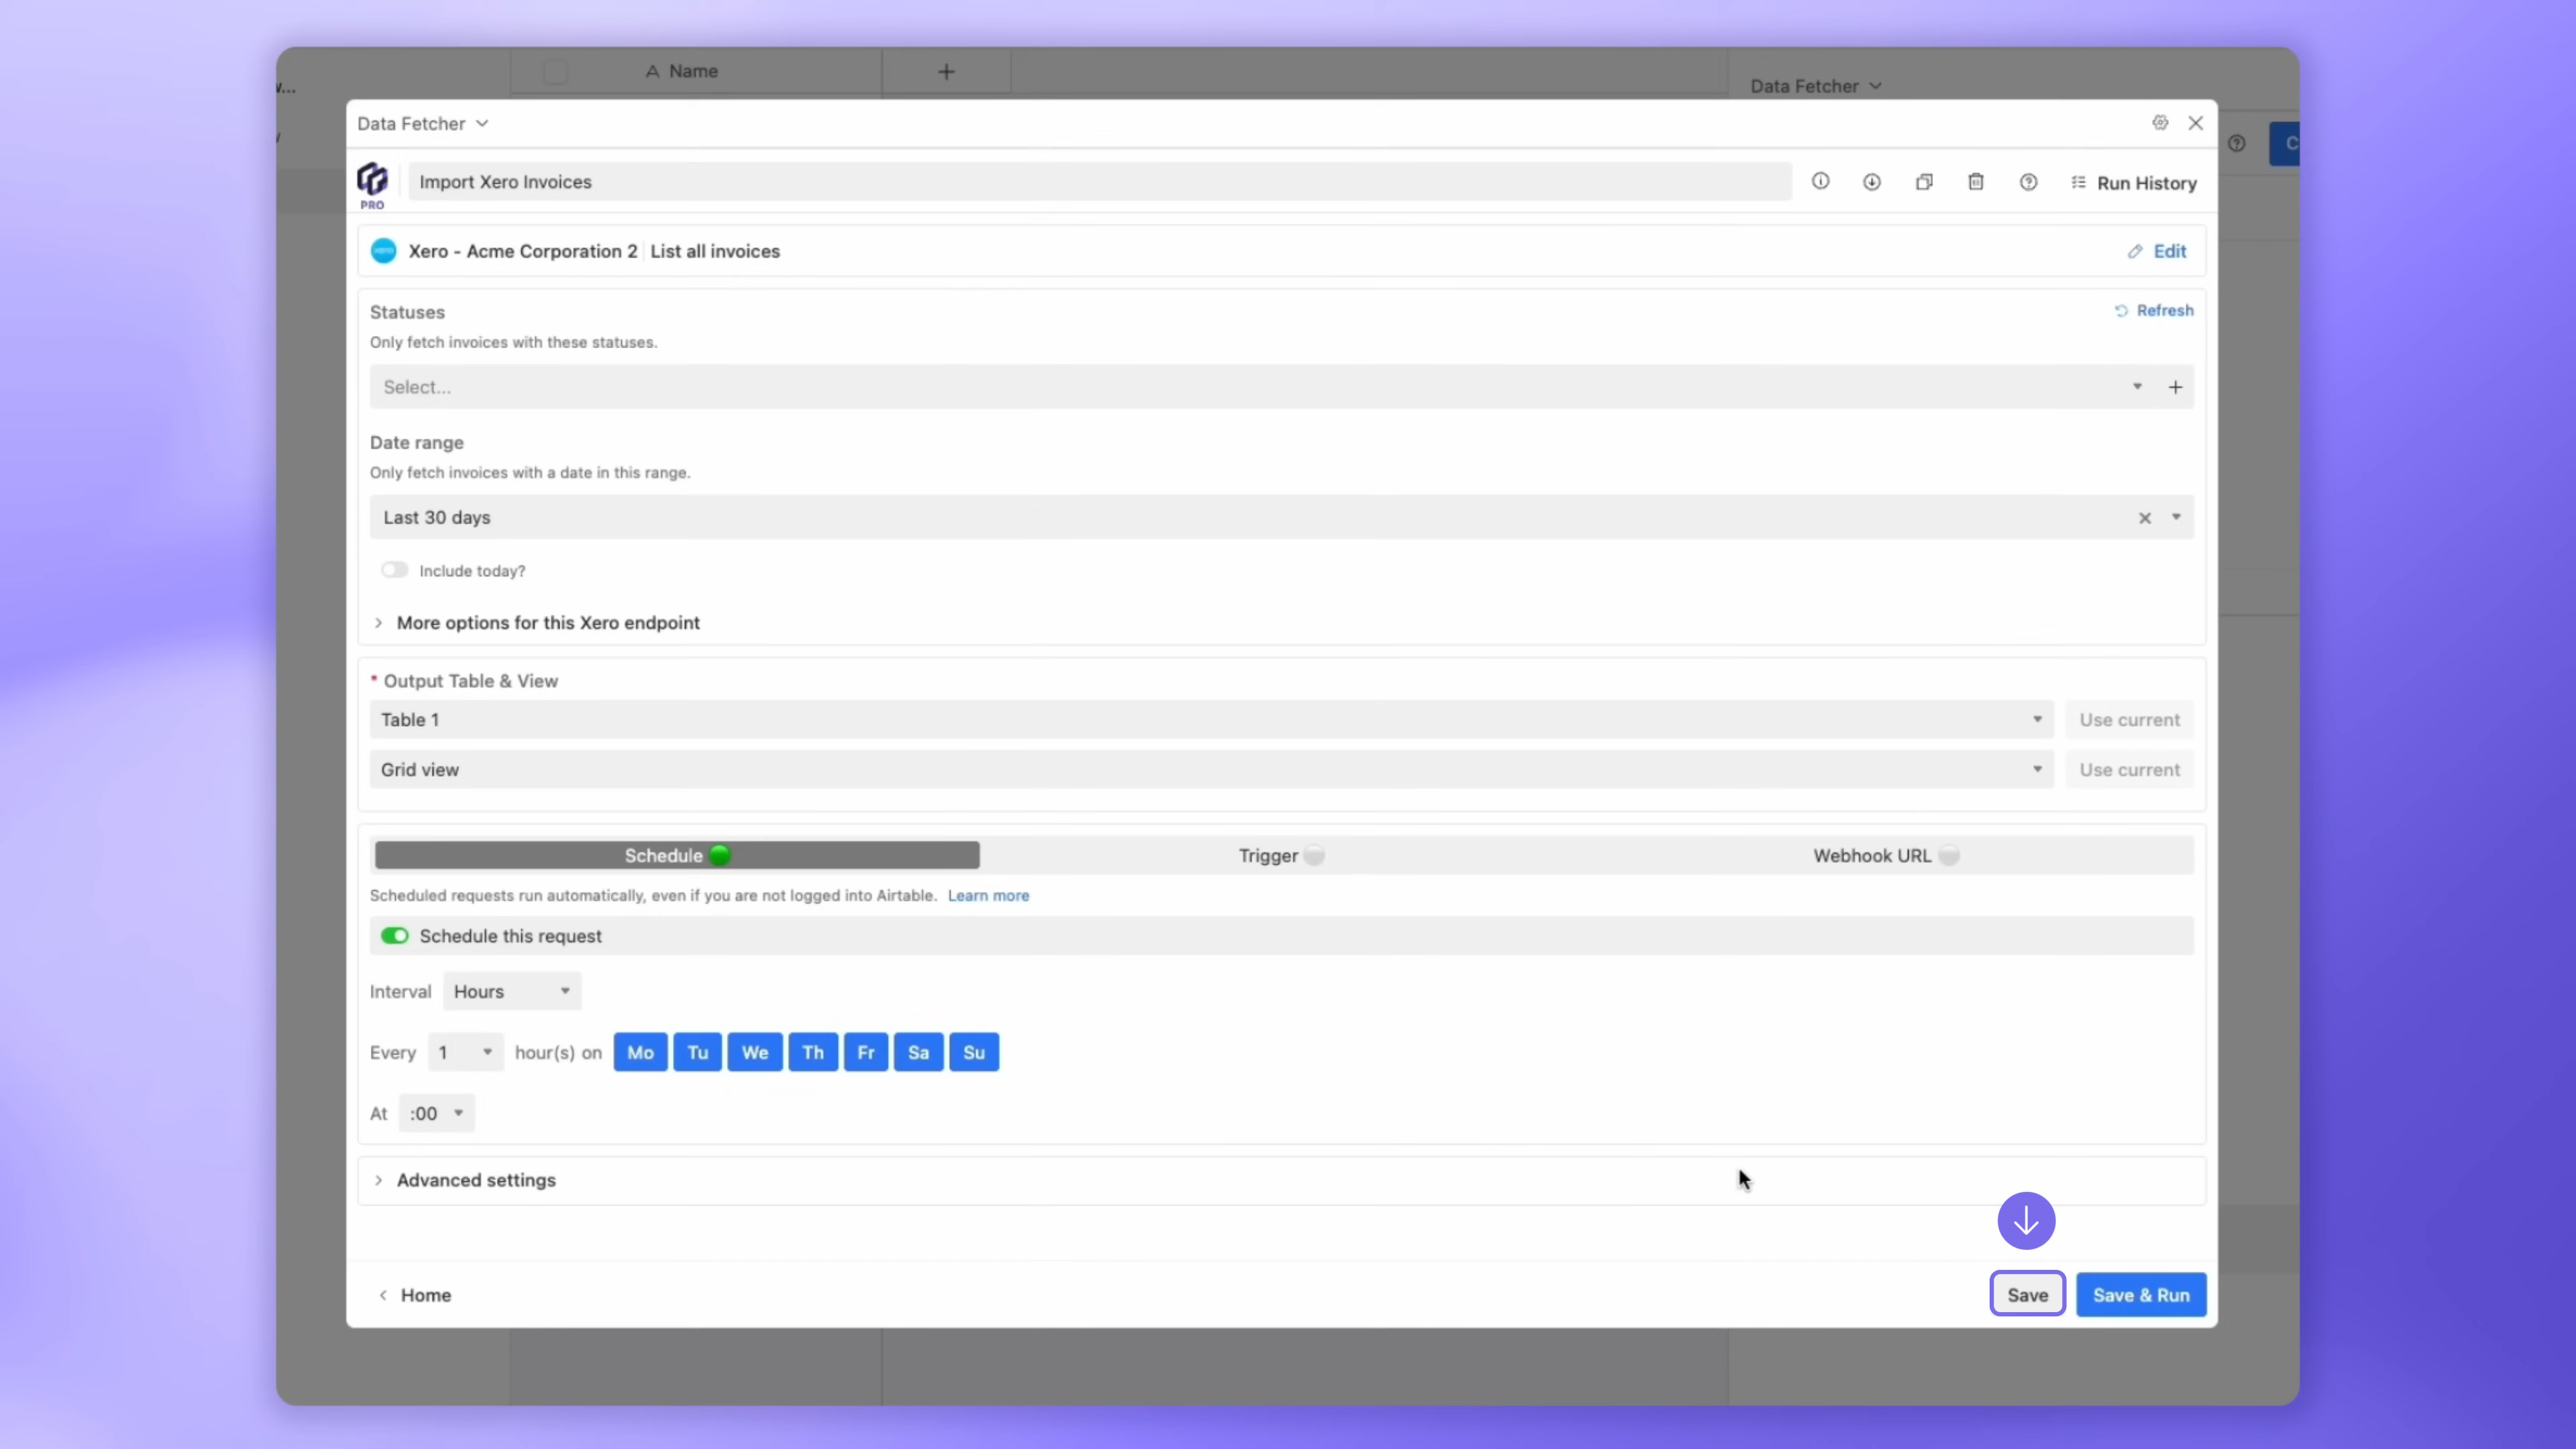 Name
w...
Data Fetcher
Data Fetcher
PRO
Import Xero Invoices
Run History
xero
Xero - Acme Corporation 2 List all invoices
Edit
Statuses
Refresh
Only fetch invoices with these statuses.
Select...
Date range
Only fetch invoices with a date in this range.
Last 30 days
Include today?
More options for this Xero endpoint
* Output Table & View
Table 1
Use current
Grid view
Use current
Schedule
Trigger
Webhook URL
Scheduled requests run automatically, even if you are not logged into Airtable. Learn more
Schedule this request
Interval Hours
Every 1 hour(s) on Mo Tu We Th Fr Sa Su
At :00
Advanced settings
Home
Save
Save & Run